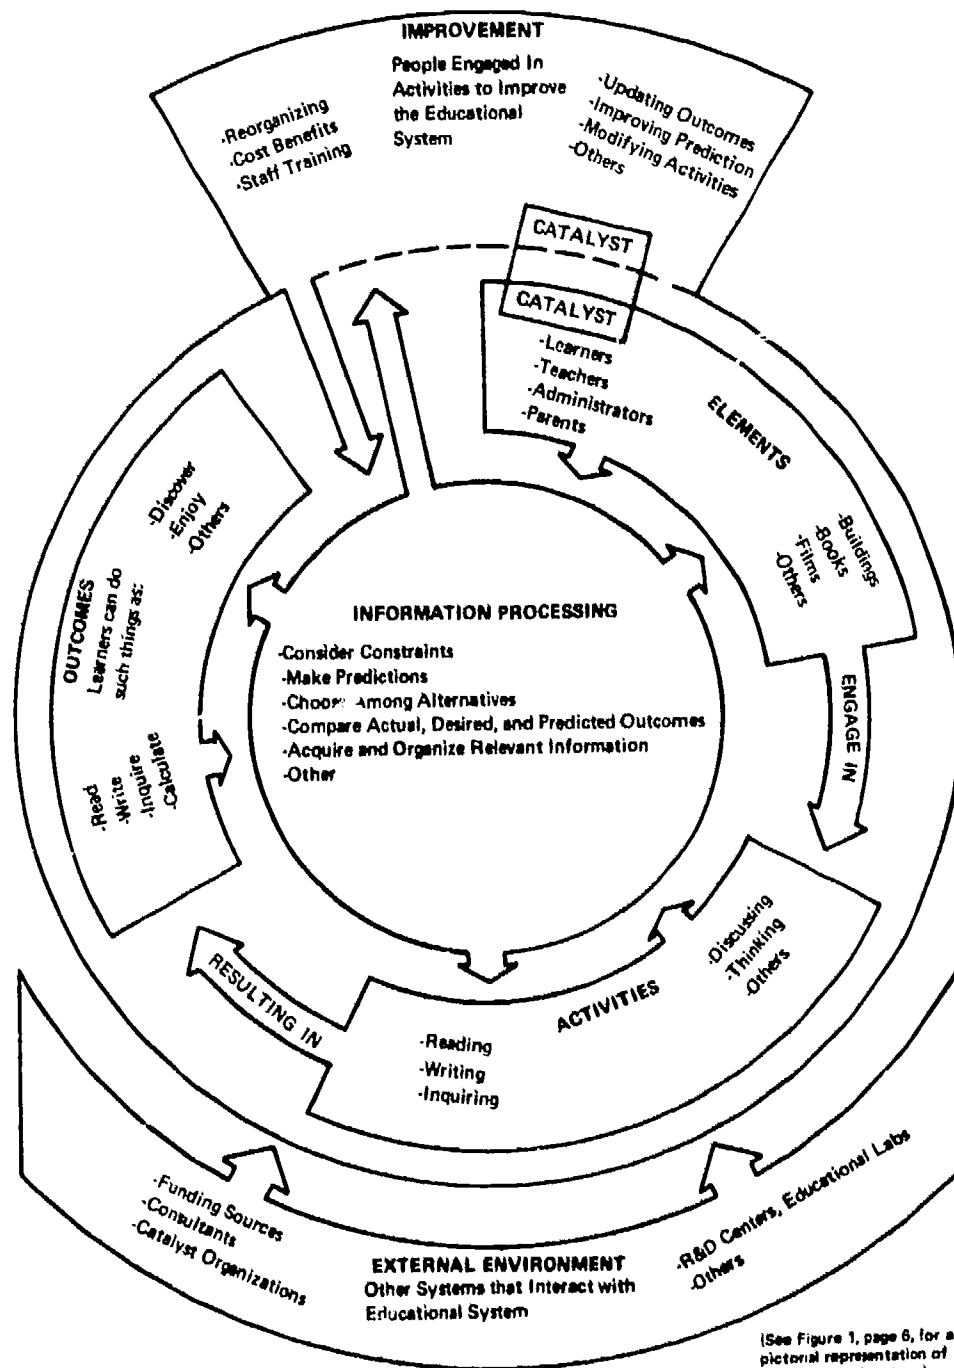 IMPROVEMENT
People Engaged In
Activities to Improve
the Educational
System
-Reorganizing
-Cost Benefits
-Staff Training
-Updating Outcomes
-Improving Prediction
-Modifying Activities
-Others
CATALYST
CATALYST
-Learners
-Teachers
-Administrators
-Parents
ELEMENTS
-Buildings
-Books
-Films
-Others
ENGAGE IN
-Discussing
-Thinking
-Others
ACTIVITIES
-Reading
-Writing
-Inquiring
RESULTING IN
OUTCOMES
Learners can do
such things as:
-Discover
-Enjoy
-Others
-Read
-Write
-Inquire
-Calculate
INFORMATION PROCESSING
-Consider Constraints
-Make Predictions
-Choose Among Alternatives
-Compare Actual, Desired, and Predicted Outcomes
-Acquire and Organize Relevant Information
-Other
-Funding Sources
-Consultants
-Catalyst Organizations
EXTERNAL ENVIRONMENT
Other Systems that Interact with
Educational System
-R&D Centers, Educational Labs
-Others
(See Figure 1, page 6, for a
pictorial representation of